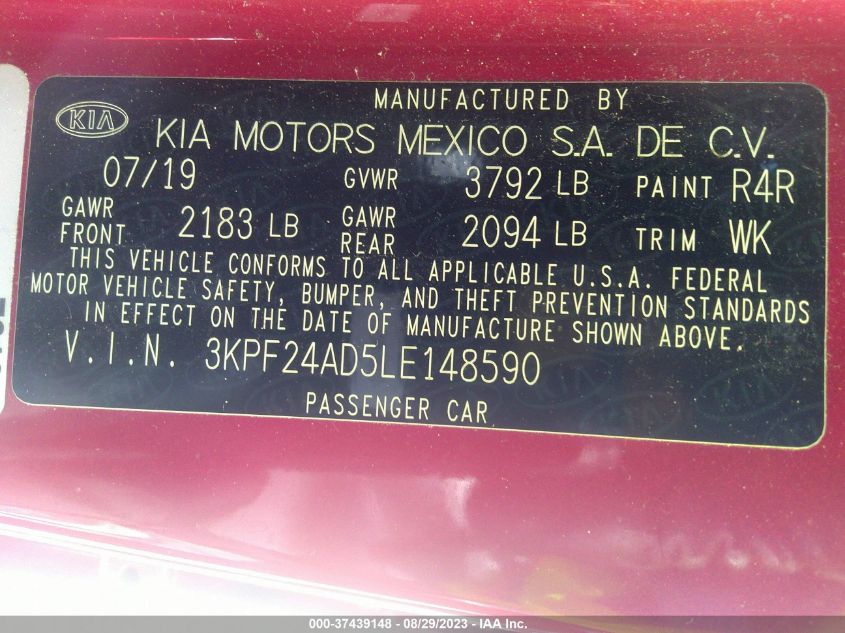 MANUFACTURED BY
KIA KIA MOTORS MEXICO S.A. DE C.V.
07/19 GVWR 3792 LB PAINT R4R
GAWR FRONT 2183 LB GAWR REAR 2094 LB TRIM WK
THIS VEHICLE CONFORMS TO ALL APPLICABLE U.S.A. FEDERAL
MOTOR VEHICLE SAFETY, BUMPER, AND THEFT PREVENTION STANDARDS
IN EFFECT ON THE DATE OF MANUFACTURE SHOWN ABOVE.
V.I.N. 3KPF24AD5LE148590
PASSENGER CAR
000-37439148 - 08/29/2023 - IAA Inc.